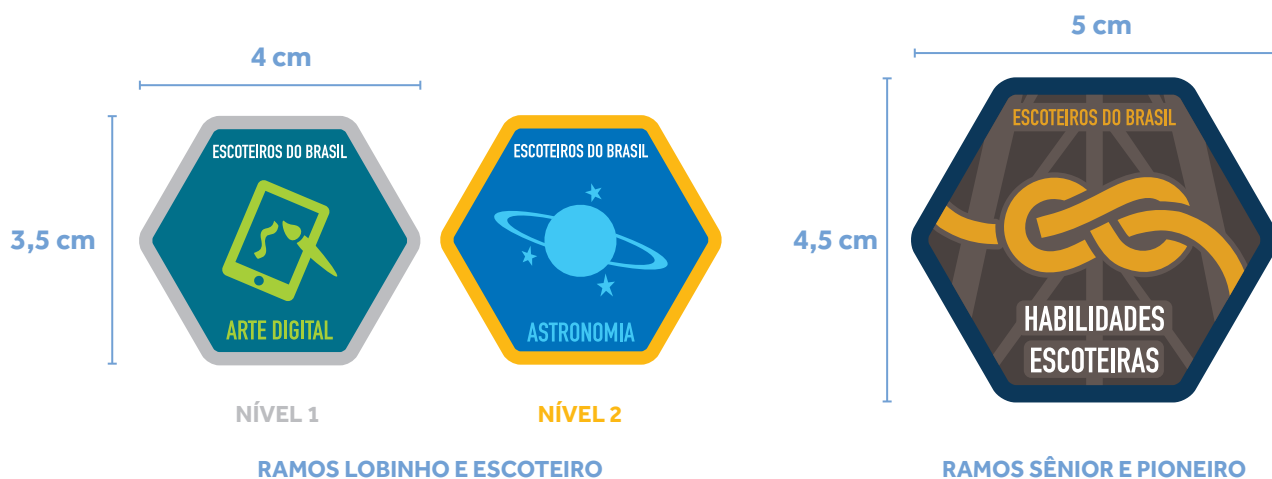 4 cm
3,5 cm
ESCOTEIROS DO BRASIL
ARTE DIGITAL
NÍVEL 1
ESCOTEIROS DO BRASIL
ASTRONOMIA
NÍVEL 2
RAMOS LOBINHO E ESCOTEIRO
5 cm
4,5 cm
ESCOTEIROS DO BRASIL
HABILIDADES
ESCOTEIRAS
RAMOS SÊNIOR E PIONEIRO